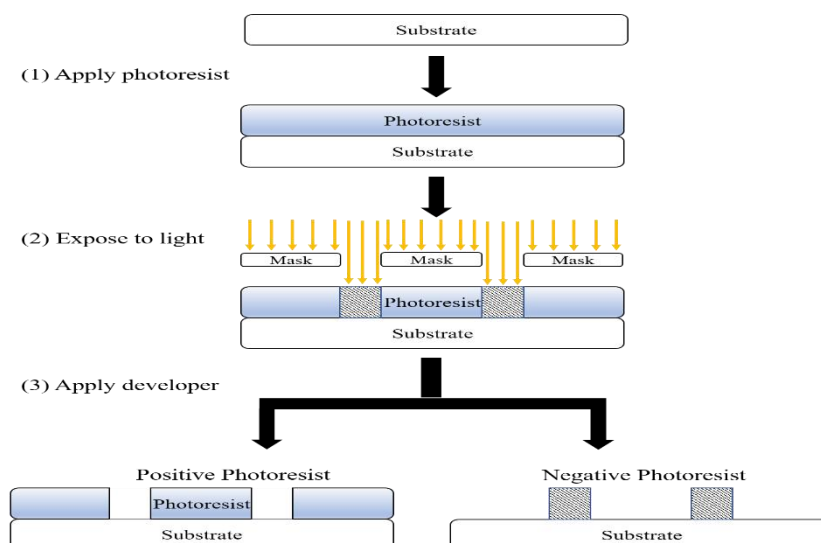 Substrate
(1) Apply photoresist
Photoresist
Substrate
(2) Expose to light
Mask Mask Mask
Photoresist
Substrate
(3) Apply developer
Positive Photoresist Negative Photoresist
Photoresist
Substrate Substrate